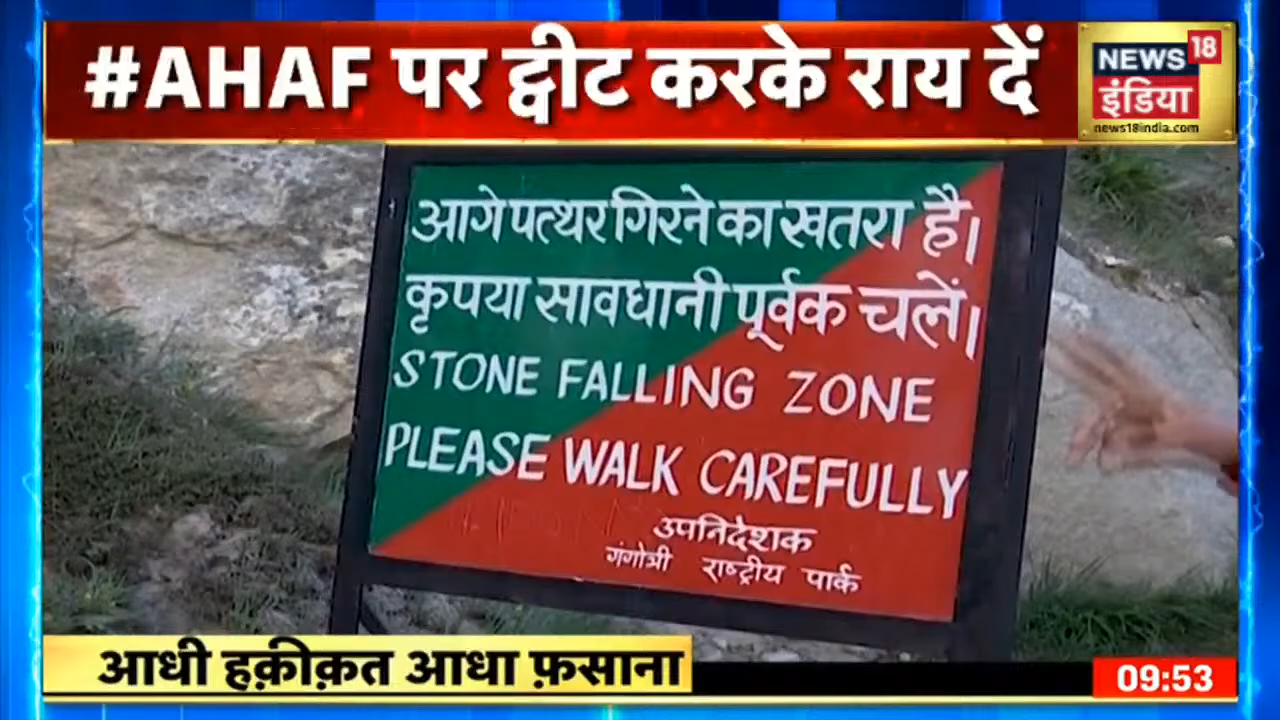 #AHAF पर ट्वीट करके राय दें
NEWS 18
इंडिया
news18india.com
आगे पत्थर गिरने का खतरा है।
कृपया सावधानी पूर्वक चलें।
STONE FALLING ZONE
PLEASE WALK CAREFULLY
उपनिदेशक
गंगोत्री राष्ट्रीय पार्क
आधी हक़ीक़त आधा फ़साना
09:53